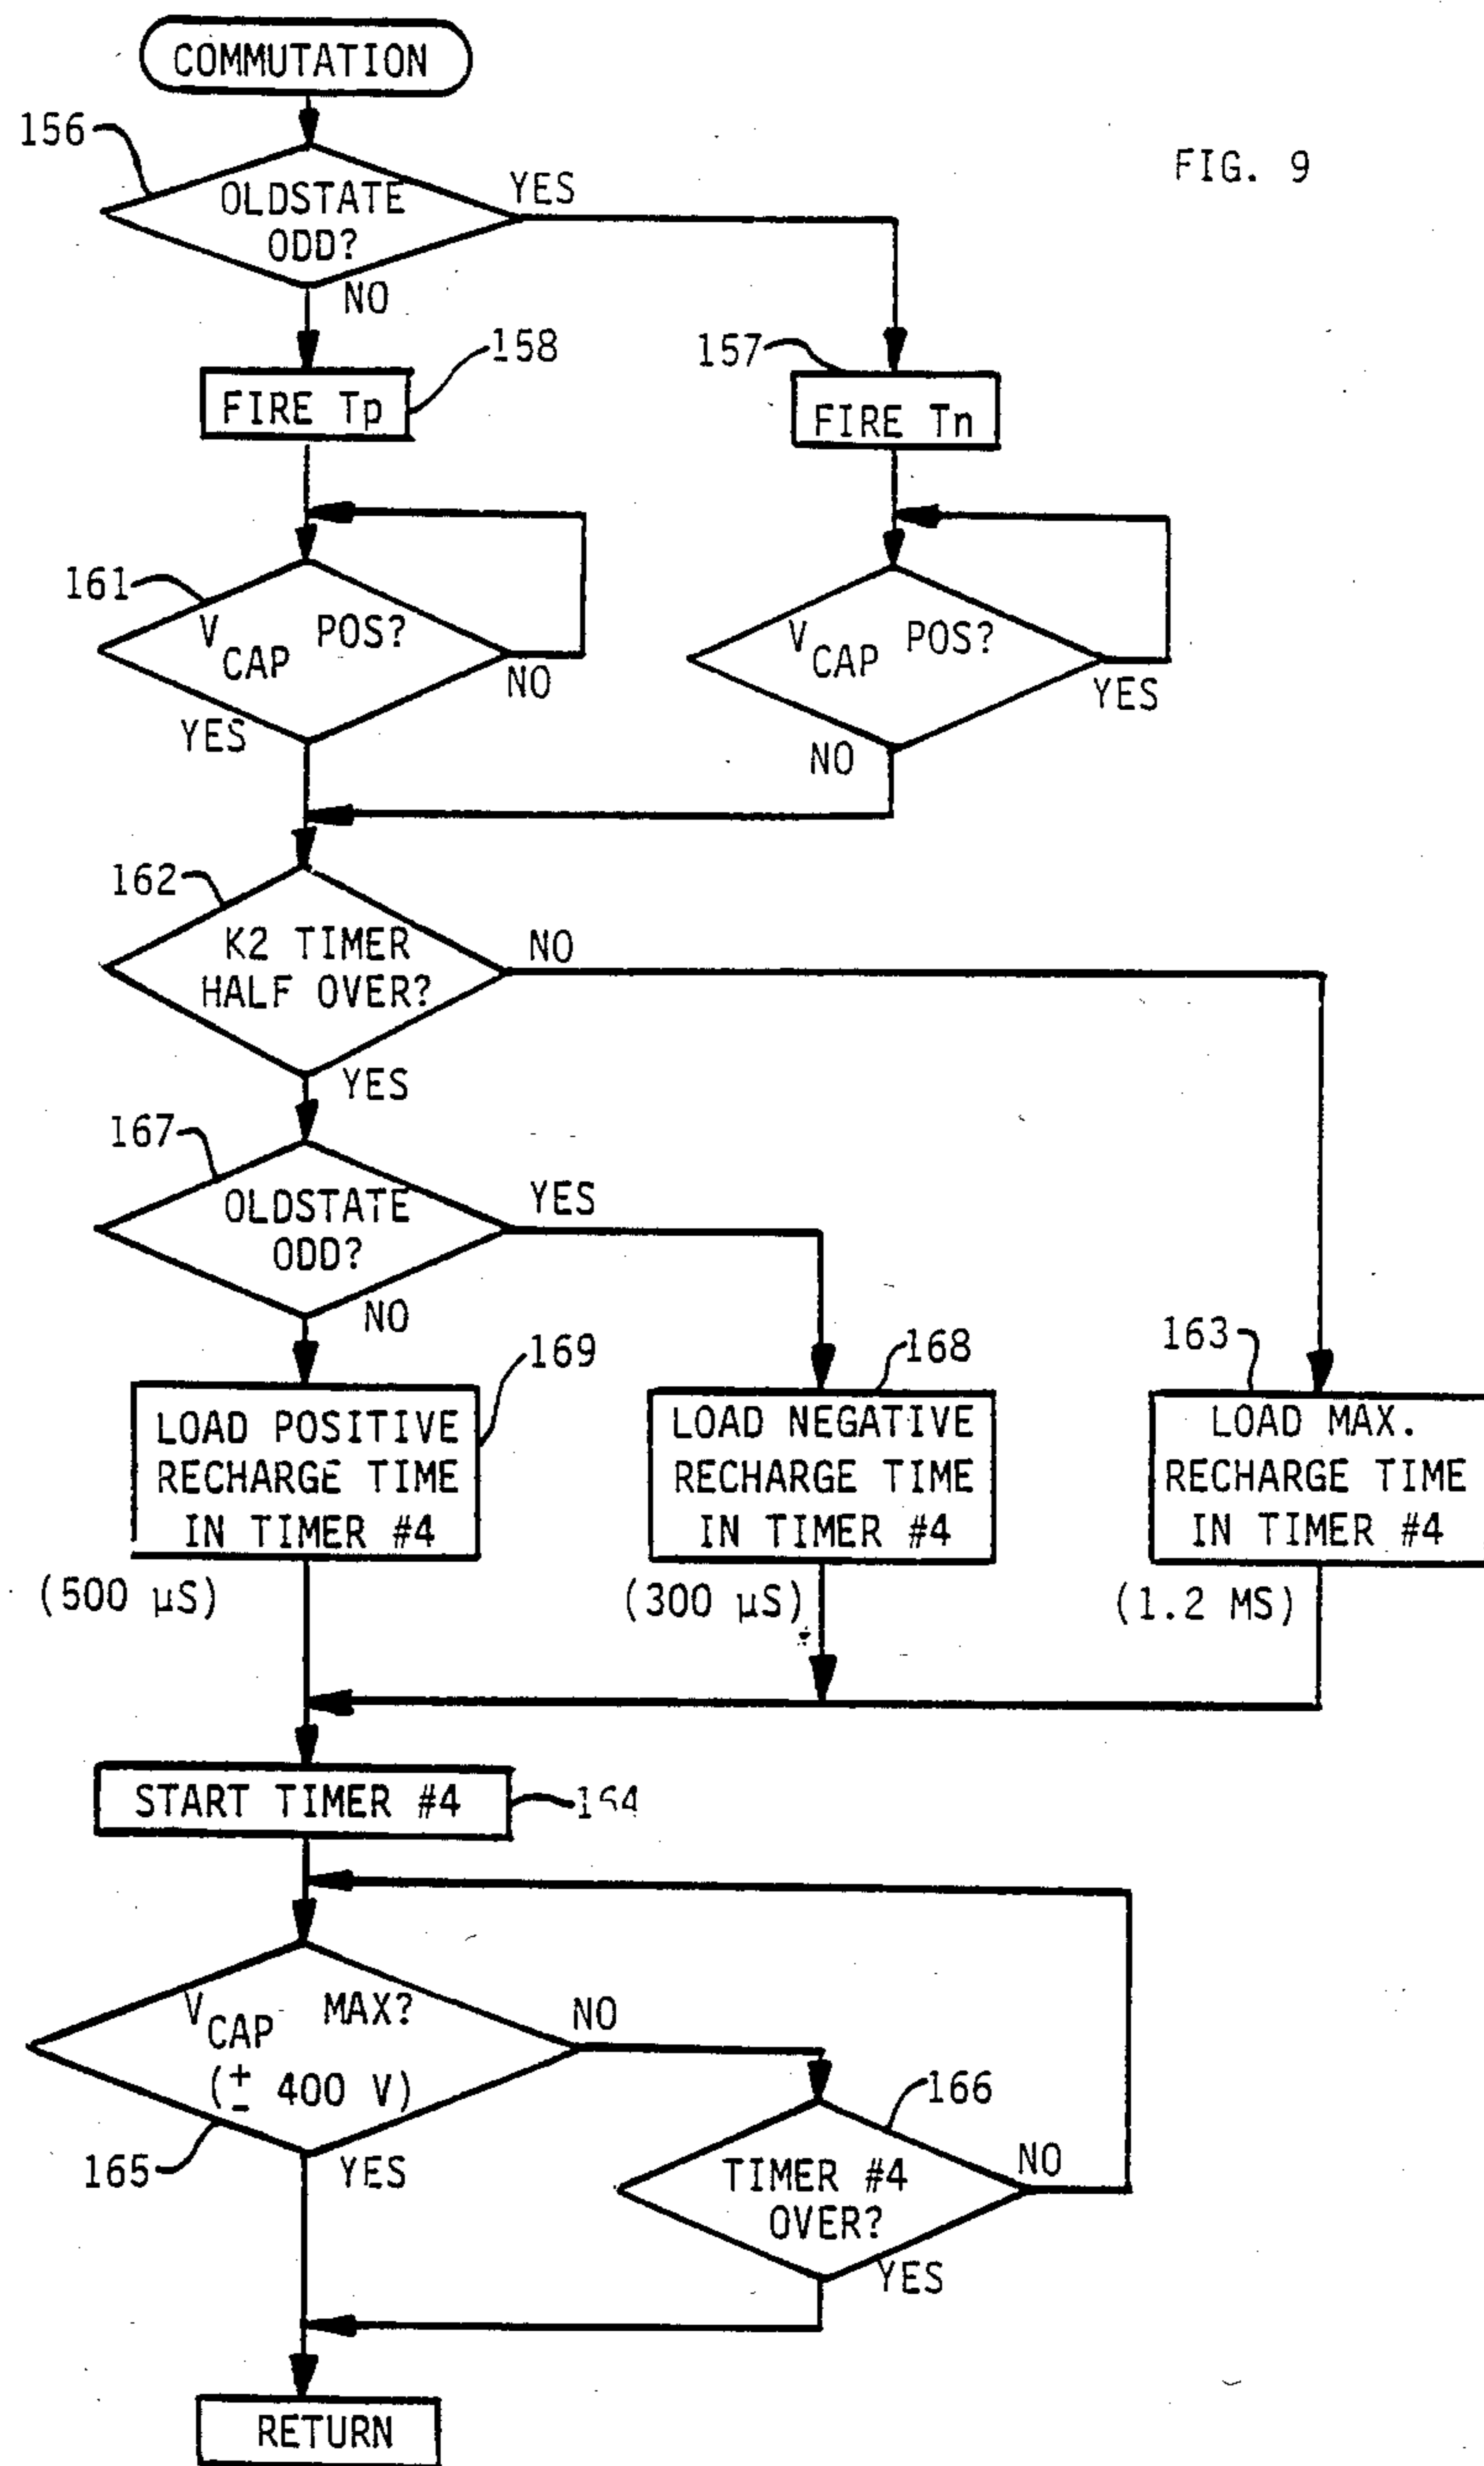 COMMUTATION
156
FIG. 9
OLDSTATE
ODD?
YES
NO
158
157
FIRE Tp
FIRE Tn
161
V CAP POS?
NO
YES
V CAP POS?
YES
NO
162
K2 TIMER
HALF OVER?
NO
YES
167
OLDSTATE
ODD?
YES
NO
169
168
163
LOAD POSITIVE
RECHARGE TIME
IN TIMER #4
(500 µS)
LOAD NEGATIVE
RECHARGE TIME
IN TIMER #4
(300 µS)
LOAD MAX.
RECHARGE TIME
IN TIMER #4
(1.2 MS)
START TIMER #4
164
V CAP MAX?
(± 400 V)
NO
165
YES
166
TIMER #4
OVER?
NO
YES
RETURN